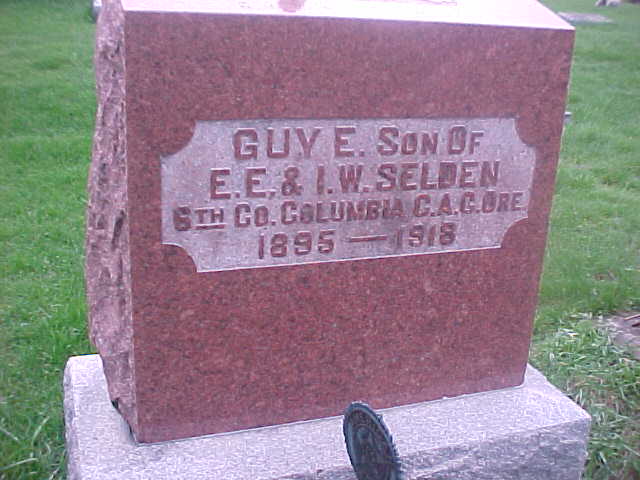 GUY E. SON OF
E.E. & I.W. SELDEN
6TH CO. COLUMBIA C.A.C. ORE.
1895 — 1918